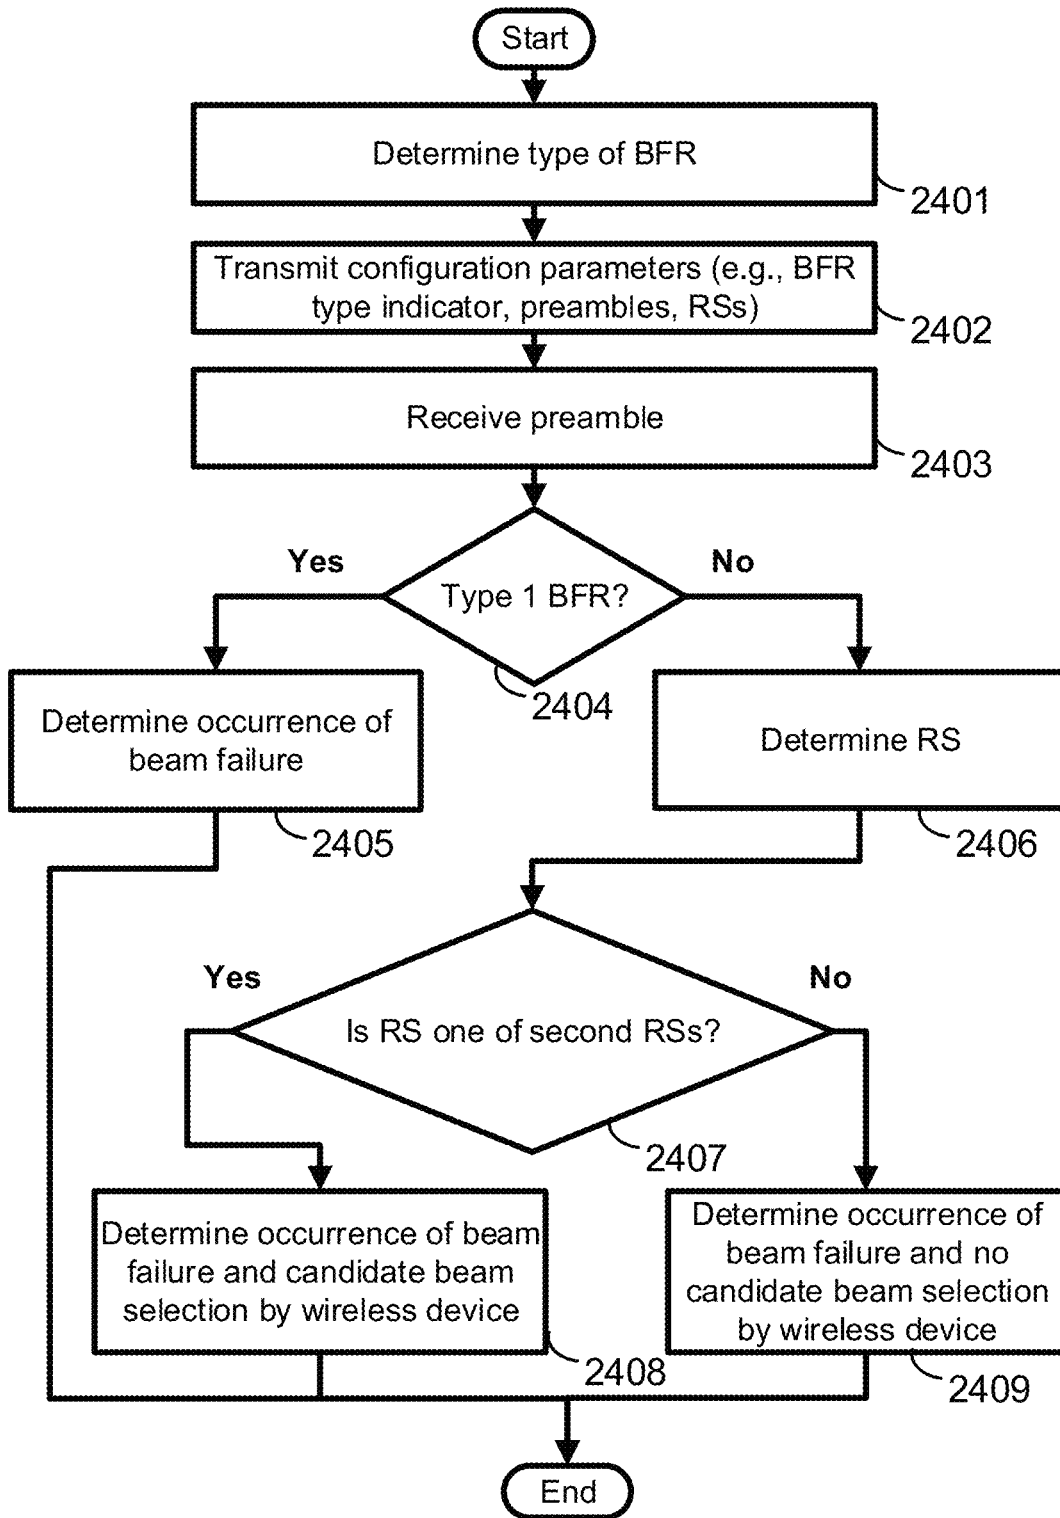 Start
Determine type of BFR
2401
Transmit configuration parameters (e.g., BFR
type indicator, preambles, RSs)
2402
Receive preamble
2403
Yes
No
Type 1 BFR?
2404
Determine occurrence of
beam failure
2405
Determine RS
2406
Yes
No
Is RS one of second RSs?
2407
Determine occurrence of beam
failure and candidate beam
selection by wireless device
2408
Determine occurrence of
beam failure and no
candidate beam selection
by wireless device
2409
End